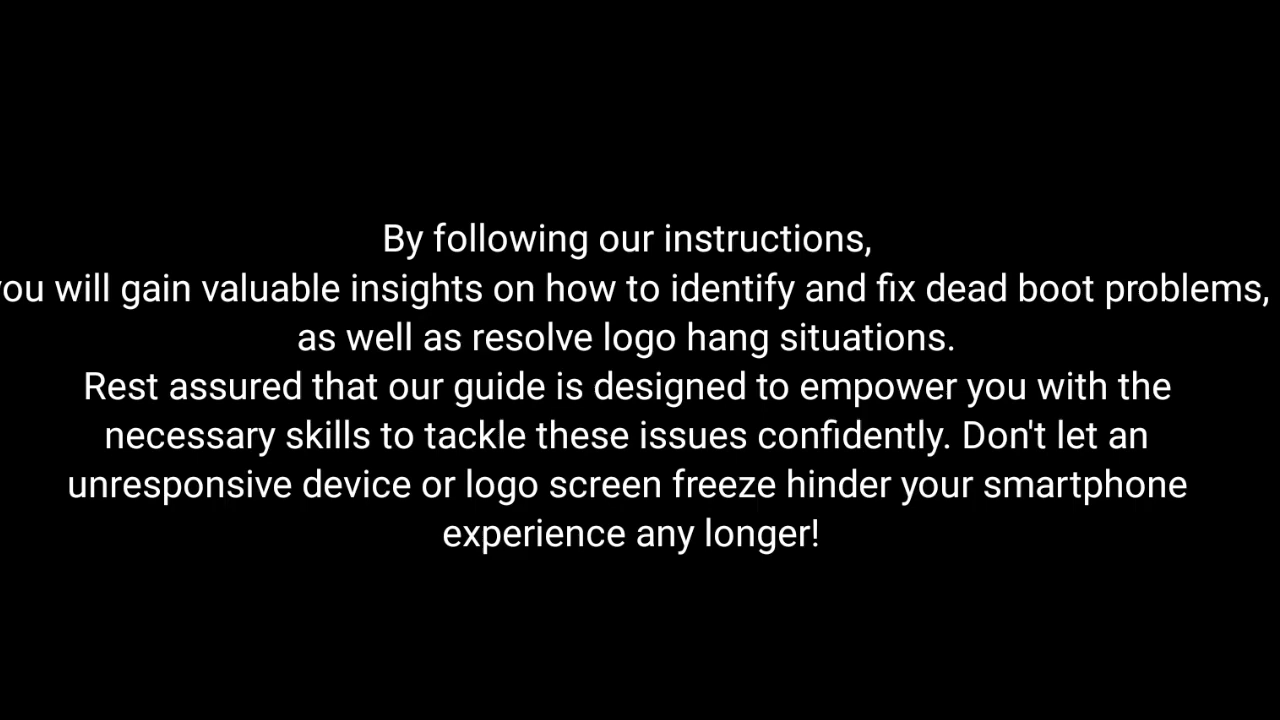 By following our instructions,
you will gain valuable insights on how to identify and fix dead boot problems,
as well as resolve logo hang situations.
Rest assured that our guide is designed to empower you with the
necessary skills to tackle these issues confidently. Don't let an
unresponsive device or logo screen freeze hinder your smartphone
experience any longer!